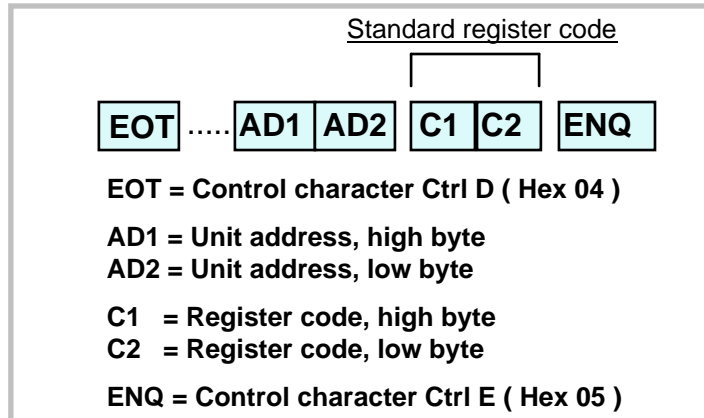 Standard register code
EOT ..... AD1 AD2 C1 C2 ENQ
EOT = Control character Ctrl D ( Hex 04 )
AD1 = Unit address, high byte
AD2 = Unit address, low byte
C1 = Register code, high byte
C2 = Register code, low byte
ENQ = Control character Ctrl E ( Hex 05 )